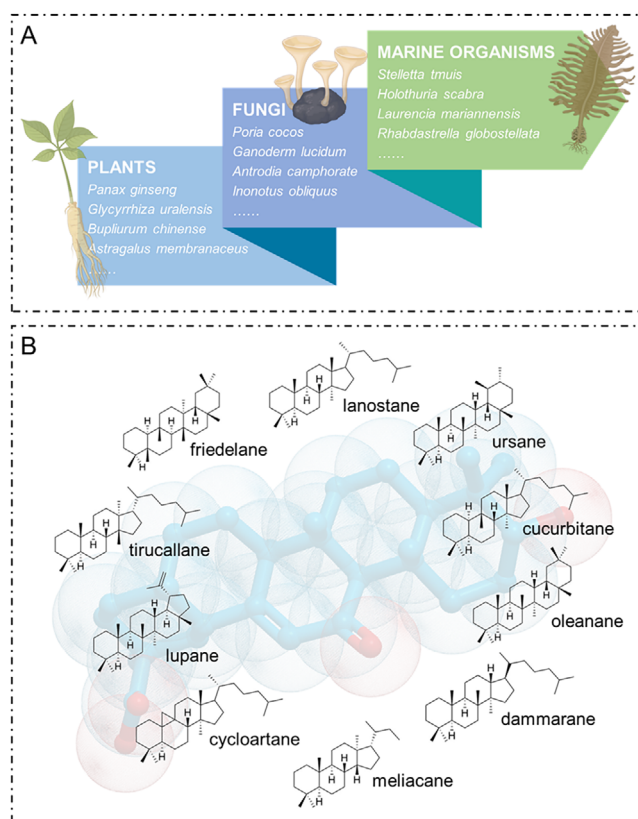 A
PLANTS
Panax ginseng
Glycyrrhiza uralensis
Bupliurum chinense
Astragalus membranaceus
......
FUNGI
Poria cocos
Ganoderm lucidum
Antrodia camphorate
Inonotus obliquus
......
MARINE ORGANISMS
Stelletta tmuis
Holothuria scabra
Laurencia mariannensis
Rhabdastrella globostellata
......
B
friedelane
lanostane
ursane
tirucallane
cucurbitane
lupane
oleanane
cycloartane
meliacane
dammarane